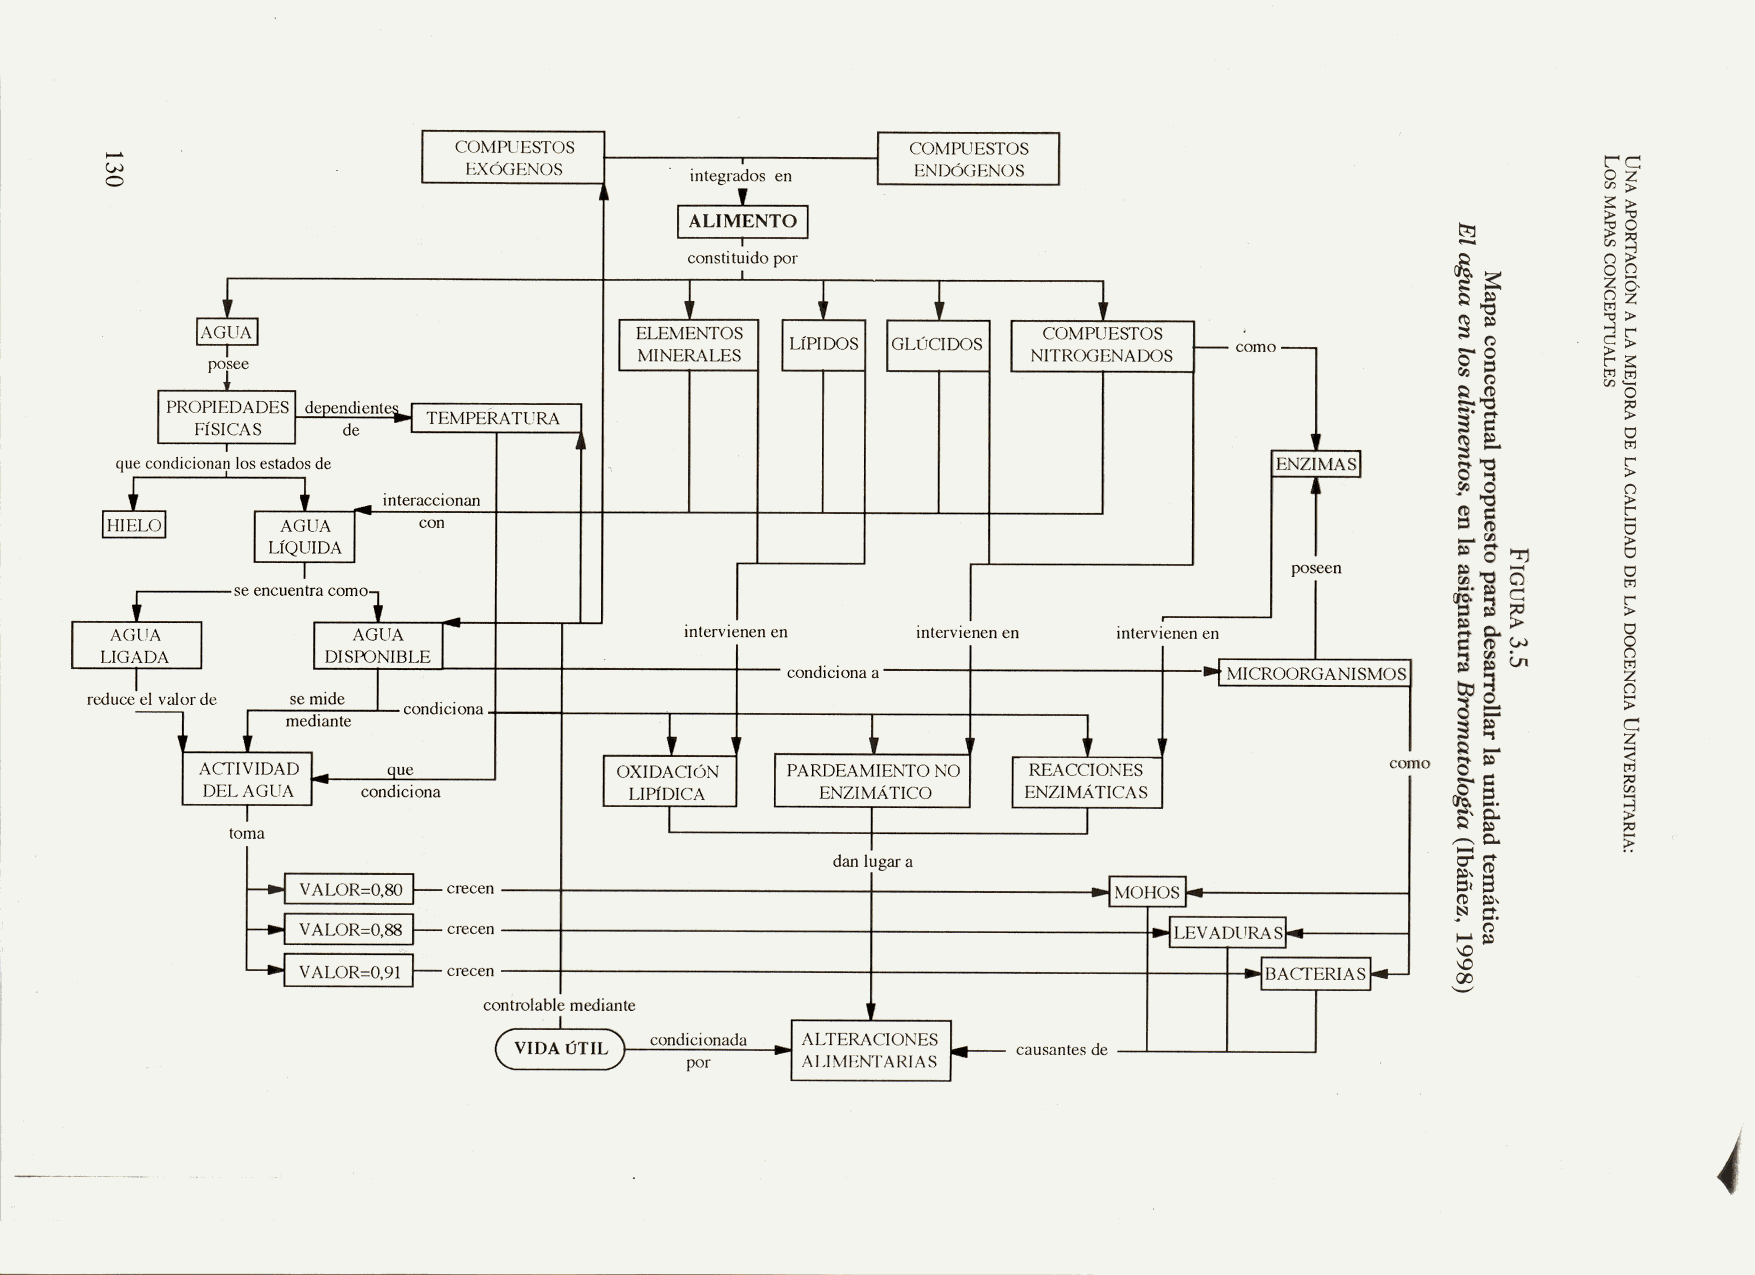 UNA APORTACIÓN A LA MEJORA DE LA CALIDAD DE LA DOCENCIA UNIVERSITARIA:
LOS MAPAS CONCEPTUALES
FIGURA 3.5
Mapa conceptual propuesto para desarrollar la unidad temática
El agua en los alimentos, en la asignatura Bromatología (Ibáñez, 1998)
COMPUESTOS
EXÓGENOS
COMPUESTOS
ENDÓGENOS
integrados en
ALIMENTO
constituido por
AGUA
ELEMENTOS
MINERALES
LÍPIDOS
GLÚCIDOS
COMPUESTOS
NITROGENADOS
como
posee
PROPIEDADES
FÍSICAS
dependientes
de
TEMPERATURA
que condicionan los estados de
ENZIMAS
HIELO
AGUA
LÍQUIDA
interaccionan
con
poseen
se encuentra como
AGUA
LIGADA
AGUA
DISPONIBLE
intervienen en
intervienen en
intervienen en
condiciona a
MICROORGANISMOS
reduce el valor de
se mide
mediante
condiciona
como
ACTIVIDAD
DEL AGUA
que
condiciona
OXIDACIÓN
LIPÍDICA
PARDEAMIENTO NO
ENZIMÁTICO
REACCIONES
ENZIMÁTICAS
toma
dan lugar a
VALOR=0,80
crecen
MOHOS
VALOR=0,88
crecen
LEVADURAS
VALOR=0,91
crecen
BACTERIAS
controlable mediante
VIDA ÚTIL
condicionada
por
ALTERACIONES
ALIMENTARIAS
causantes de
130